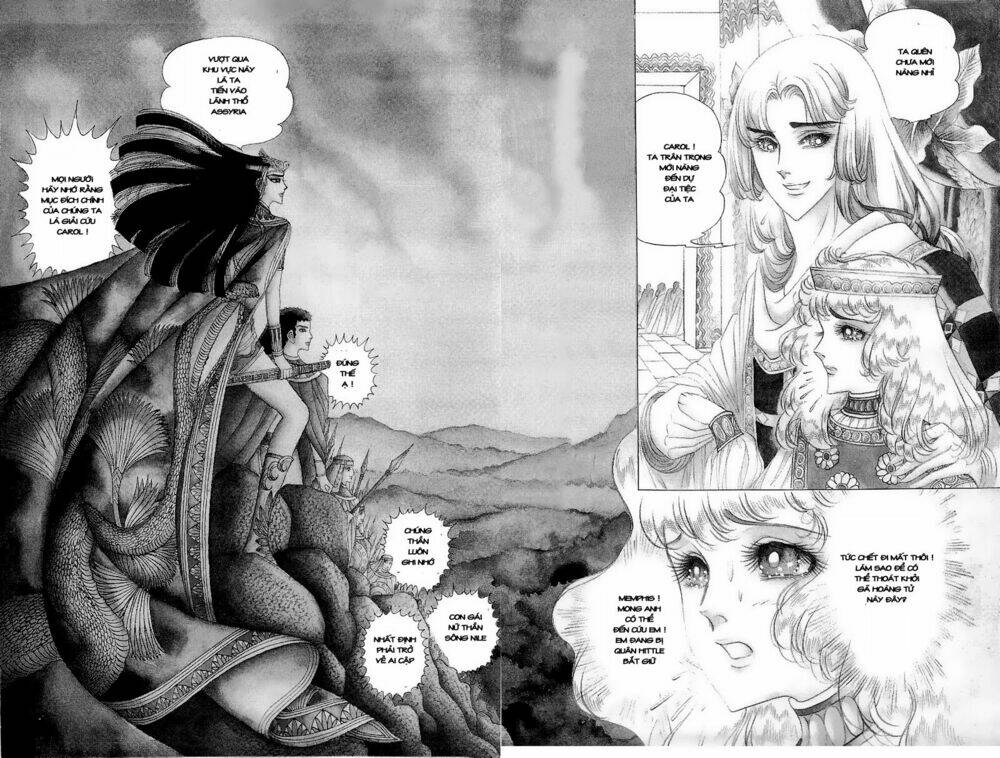 TA QUÊN
CHƯA MỜI
NÀNG NHỈ
CAROL !
TA TRÂN TRỌNG
MỜI NÀNG
ĐẾN DỰ
ĐẠI TIỆC
CỦA TA
TỨC CHẾT ĐI MẤT THÔI !
LÀM SAO ĐỂ CÓ
THỂ THOÁT KHỎI
GÃ HOÀNG TỬ
NÀY ĐÂY?
MEMPHIS !
MONG ANH
CÓ THỂ
ĐẾN CỨU EM !
EM ĐANG BỊ
QUÂN HITTLE
BẮT GIỮ
VƯỢT QUA
KHU VỰC NÀY
LÀ TA
TIẾN VÀO
LÃNH THỔ
ASSYRIA
MỌI NGƯỜI
HÃY NHỚ RẰNG
MỤC ĐÍCH CHÍNH
CỦA CHÚNG TA
LÀ GIẢI CỨU
CAROL !
ĐÚNG
THẾ
Ạ !
CHÚNG
THẦN
LUÔN
GHI NHỚ
CON GÁI
NỮ THẦN
SÔNG NILE
NHẤT ĐỊNH
PHẢI TRỞ
VỀ AI CẬP